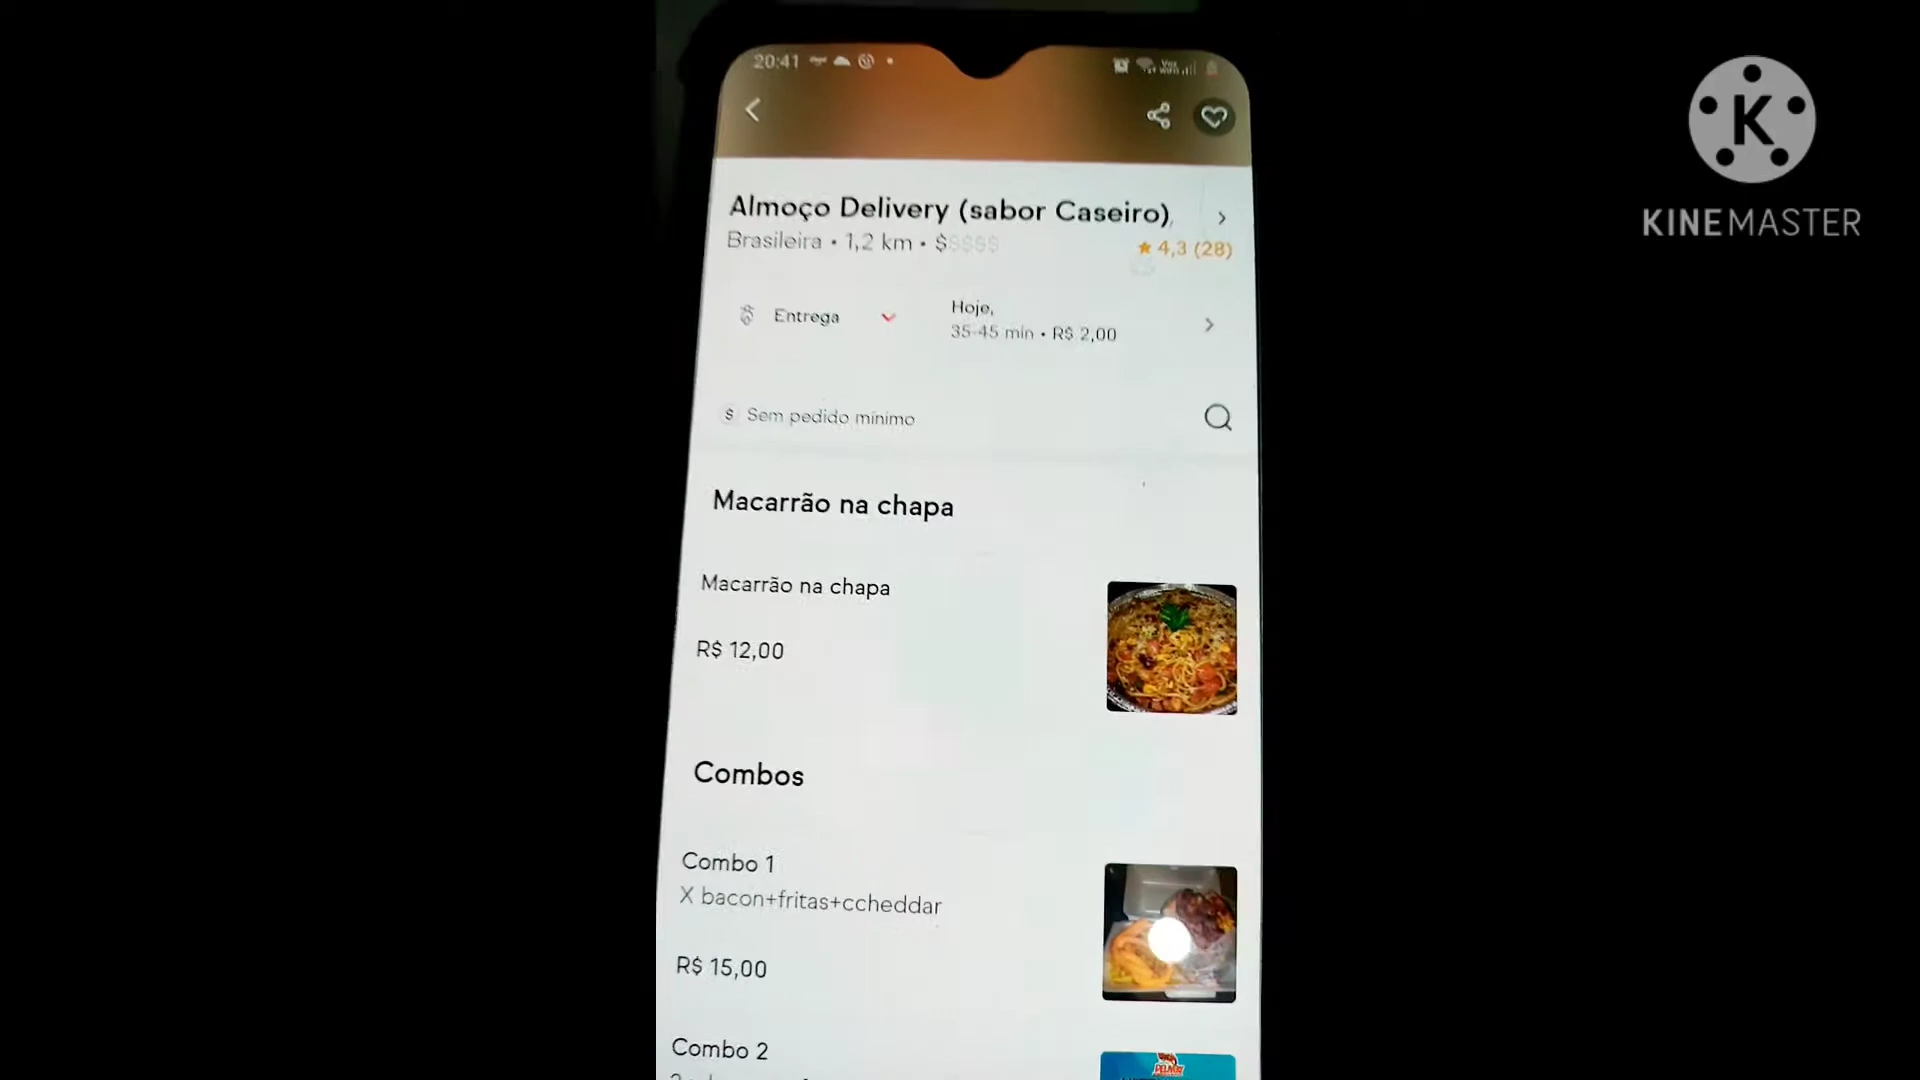 20:41
K
KINEMASTER
Almoço Delivery (sabor Caseiro),
Brasileira • 1,2 km • $$$$$
★ 4,3 (28)
Entrega
Hoje,
35-45 min • R$ 2,00
$ Sem pedido mínimo
Macarrão na chapa
Macarrão na chapa
R$ 12,00
Combos
Combo 1
X bacon+fritas+ccheddar
R$ 15,00
Combo 2